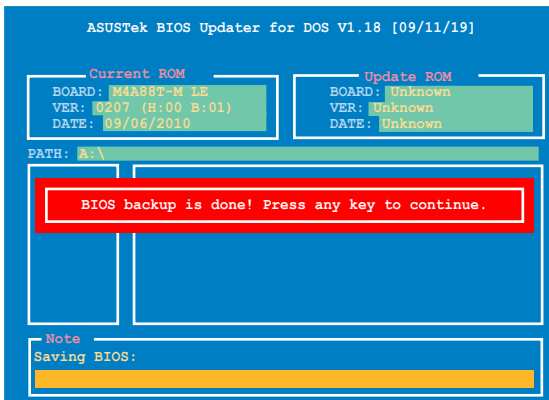 ASUSTek BIOS Updater for DOS V1.18 [09/11/19]
Current ROM
BOARD: M4A88T-M LE
VER: 0207 (H:00 B:01)
DATE: 09/06/2010
Update ROM
BOARD: Unknown
VER: Unknown
DATE: Unknown
PATH: A:\
BIOS backup is done! Press any key to continue.
Note
Saving BIOS: